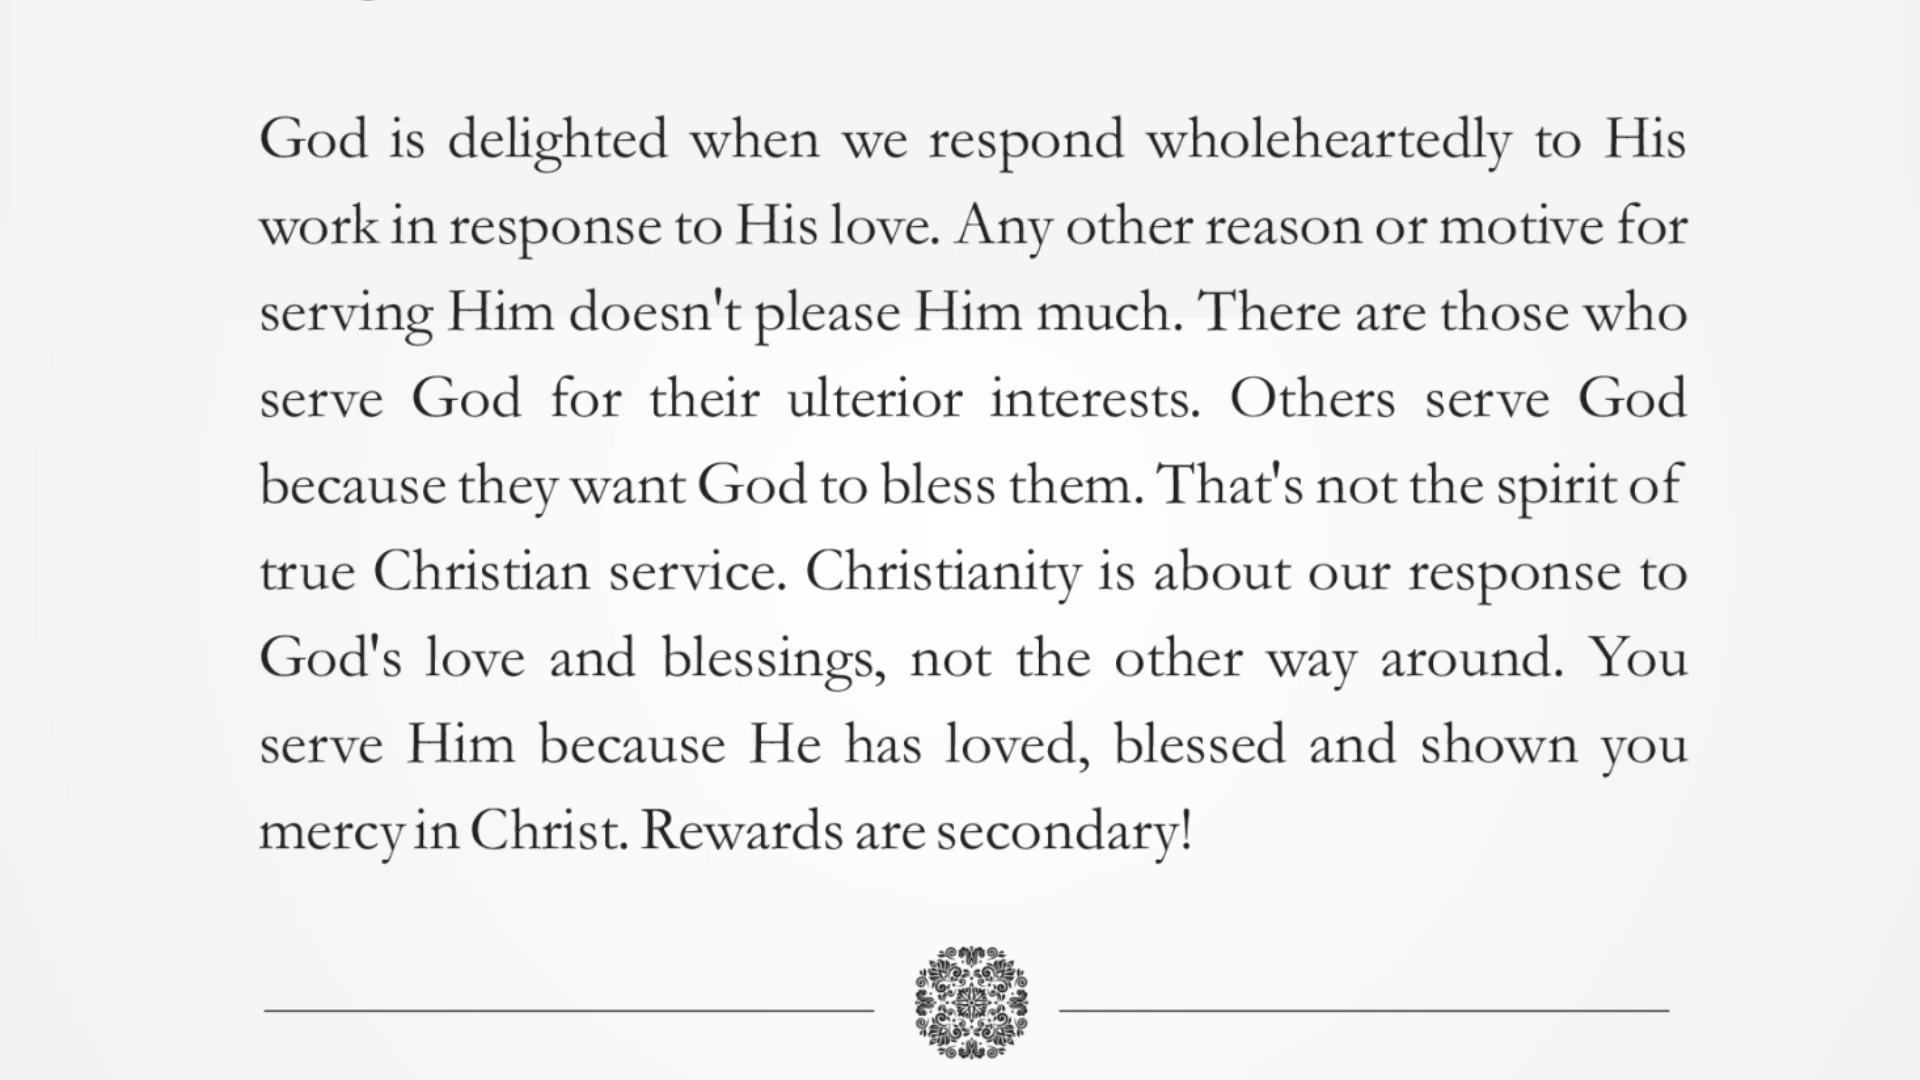 God is delighted when we respond wholeheartedly to His
work in response to His love. Any other reason or motive for
serving Him doesn't please Him much. There are those who
serve God for their ulterior interests. Others serve God
because they want God to bless them. That's not the spirit of
true Christian service. Christianity is about our response to
God's love and blessings, not the other way around. You
serve Him because He has loved, blessed and shown you
mercy in Christ. Rewards are secondary!